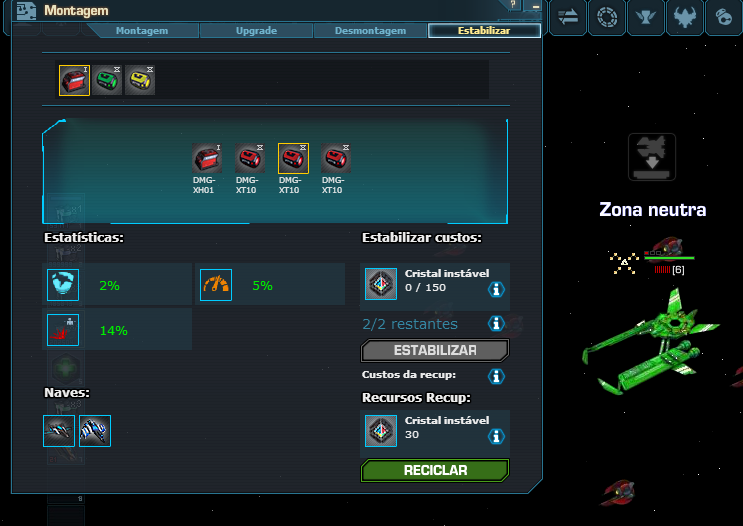 Montagem
?
Montagem
Upgrade
Desmontagem
Estabilizar
I
X
X
I
X
X
X
DMG-
XH01
DMG-
XT10
DMG-
XT10
DMG-
XT10
Zona neutra
Estatísticas:
Estabilizar custos:
2%
5%
14%
Cristal instável
0 / 150
[6]
2/2 restantes
ESTABILIZAR
Custos da recup:
Naves:
Recursos Recup:
Cristal instável
30
RECICLAR